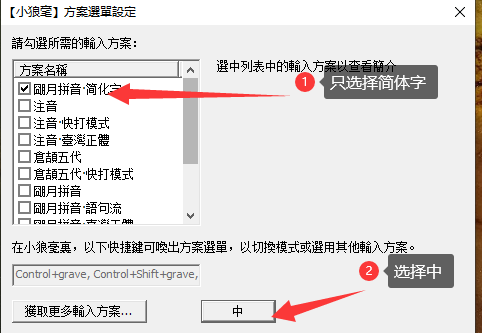 【小狼毫】方案選單設定
請勾選所需的輸入方案：
方案名稱
朙月拼音·简化字
注音
注音·快打模式
注音·臺灣正體
倉頡五代
倉頡五代·快打模式
朙月拼音
朙月拼音·語句流
朙月拼音·臺灣正體
選中列表中的輸入方案以查看簡介
1 只选择简体字
在小狼毫裏，以下快捷鍵可喚出方案選單，以切換模式或選用其他輸入方案。
Control+grave, Control+Shift+grave,
2 选择中
獲取更多輸入方案...
中